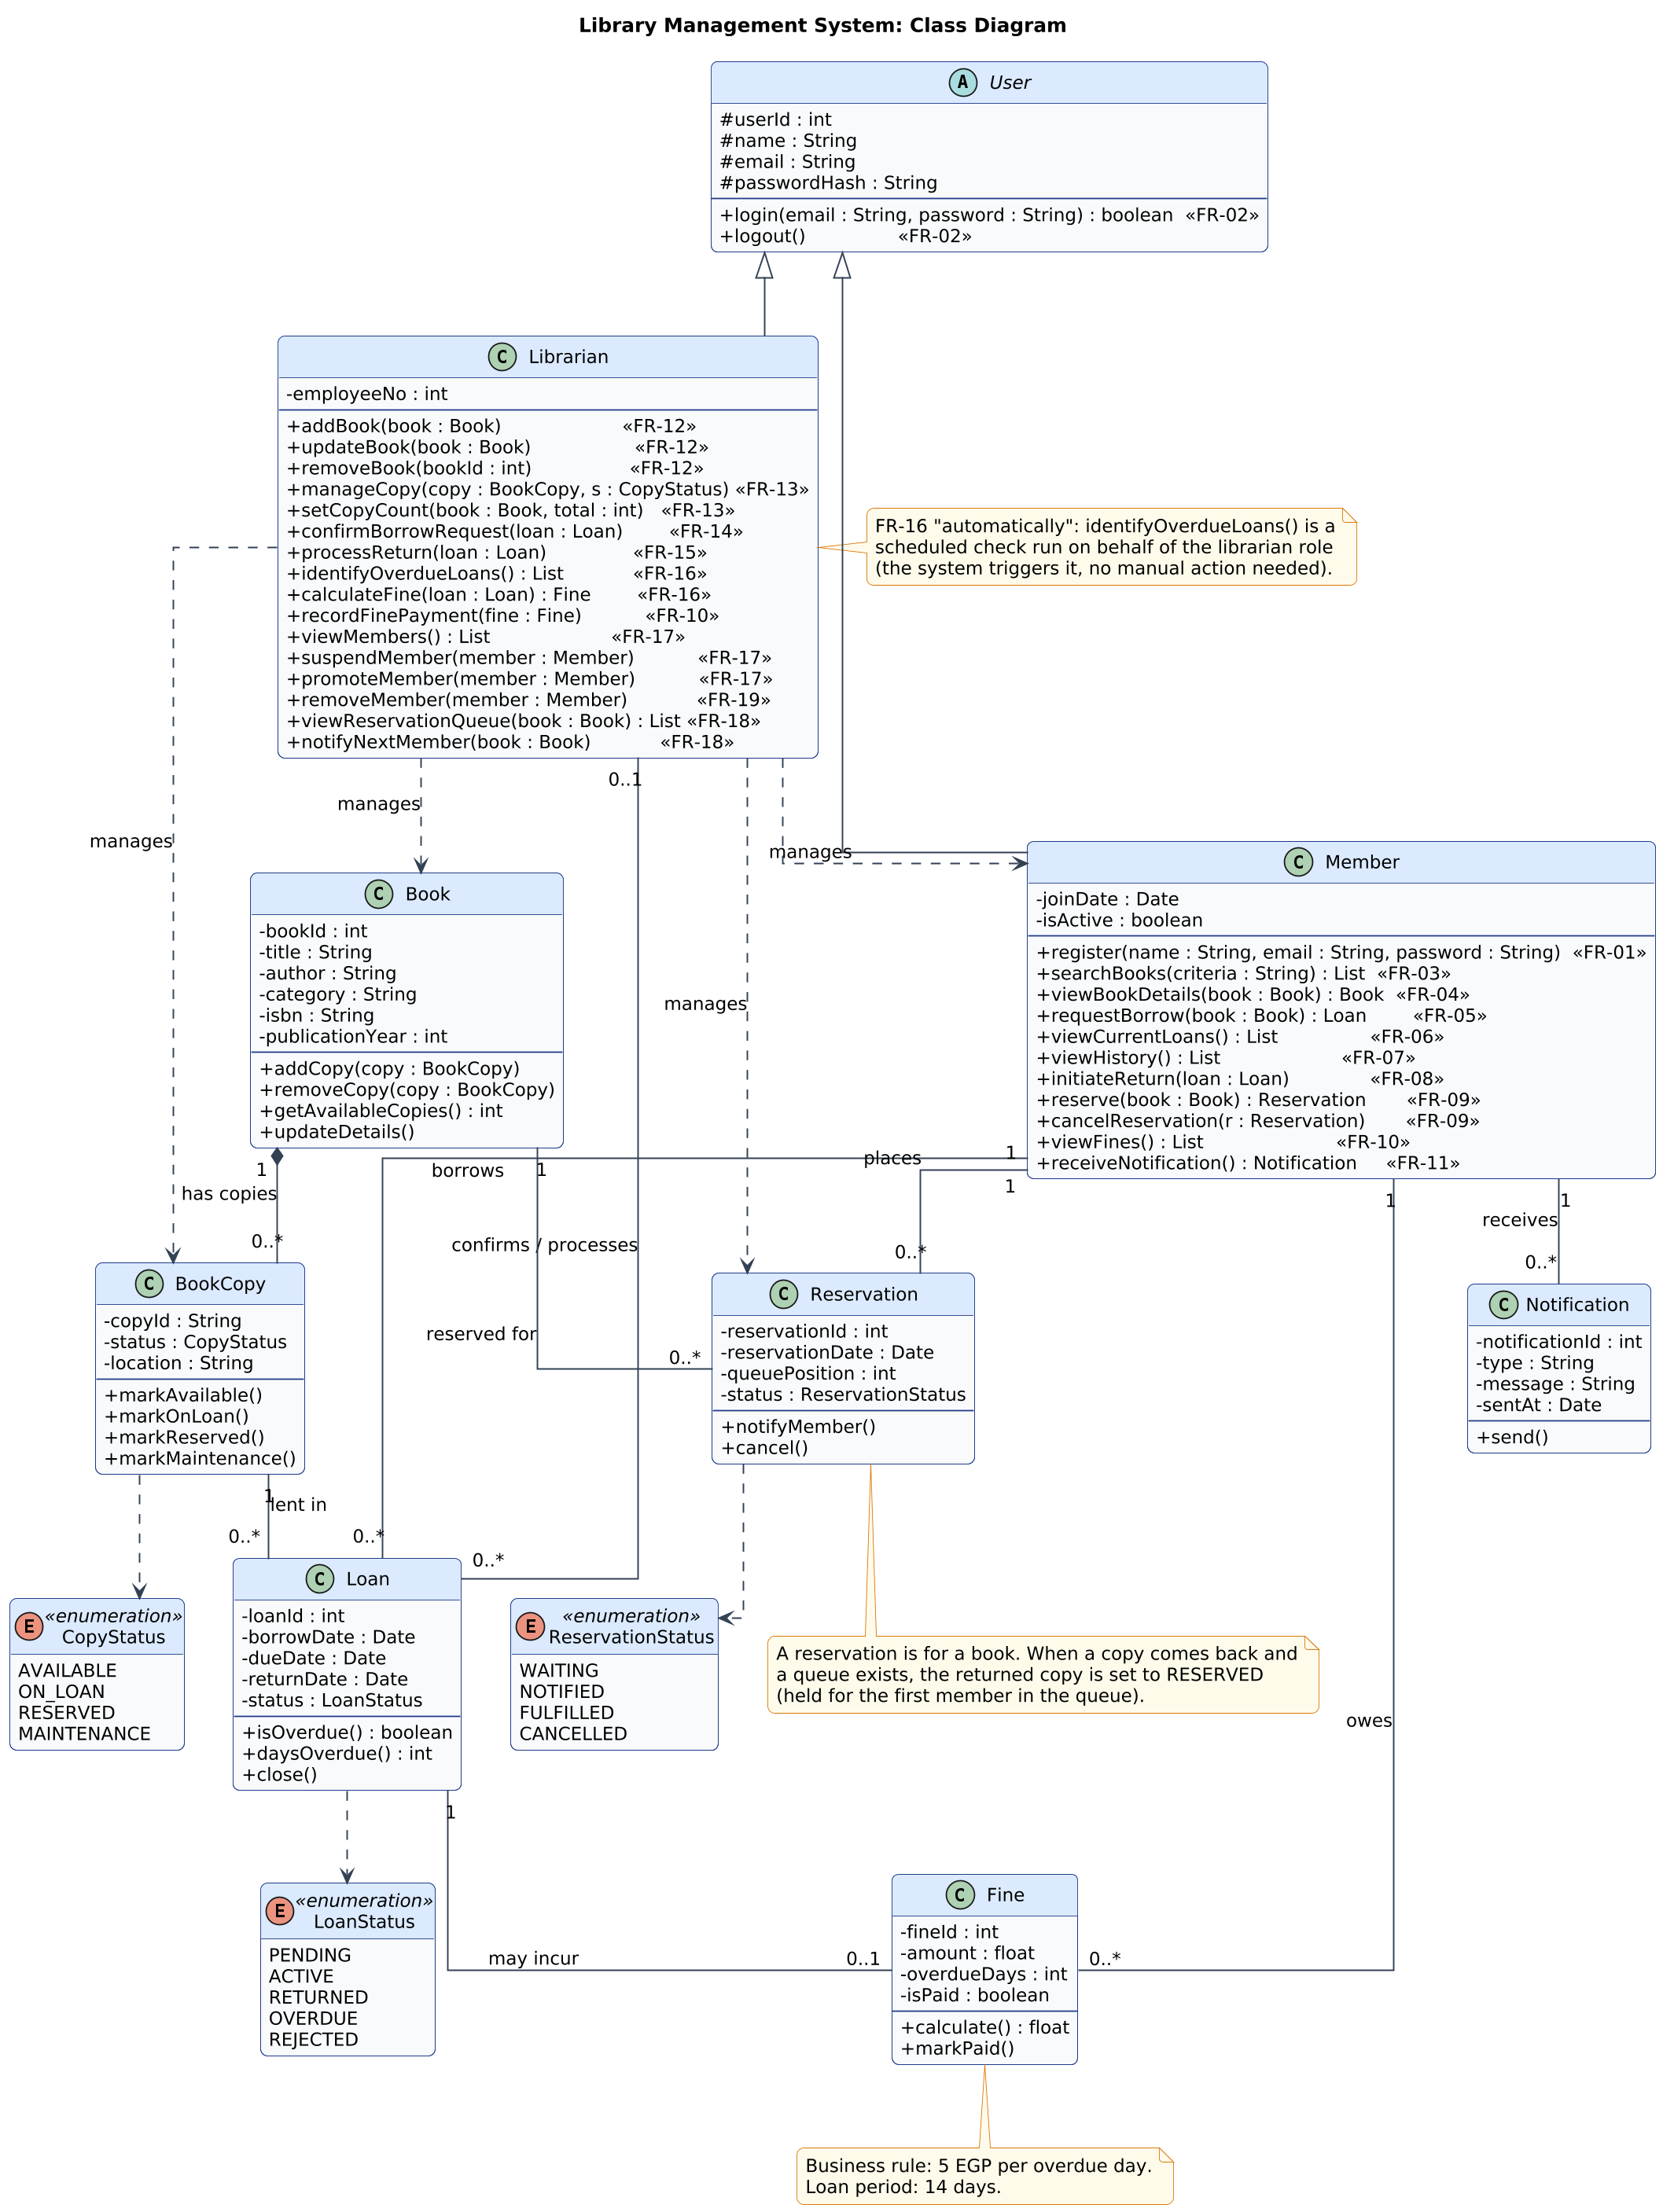 Library Management System: Class Diagram
A User
#userId : int
#name : String
#email : String
#passwordHash : String
+login(email : String, password : String) : boolean «FR-02»
+logout() «FR-02»
C Librarian
-employeeNo : int
+addBook(book : Book) «FR-12»
+updateBook(book : Book) «FR-12»
+removeBook(bookId : int) «FR-12»
+manageCopy(copy : BookCopy, s : CopyStatus) «FR-13»
+setCopyCount(book : Book, total : int) «FR-13»
+confirmBorrowRequest(loan : Loan) «FR-14»
+processReturn(loan : Loan) «FR-15»
+identifyOverdueLoans() : List «FR-16»
+calculateFine(loan : Loan) : Fine «FR-16»
+recordFinePayment(fine : Fine) «FR-10»
+viewMembers() : List «FR-17»
+suspendMember(member : Member) «FR-17»
+promoteMember(member : Member) «FR-17»
+removeMember(member : Member) «FR-19»
+viewReservationQueue(book : Book) : List «FR-18»
+notifyNextMember(book : Book) «FR-18»
FR-16 "automatically": identifyOverdueLoans() is a
scheduled check run on behalf of the librarian role
(the system triggers it, no manual action needed).
0..1
manages
manages
manages
manages
C Member
-joinDate : Date
-isActive : boolean
+register(name : String, email : String, password : String) «FR-01»
+searchBooks(criteria : String) : List «FR-03»
+viewBookDetails(book : Book) : Book «FR-04»
+requestBorrow(book : Book) : Loan «FR-05»
+viewCurrentLoans() : List «FR-06»
+viewHistory() : List «FR-07»
+initiateReturn(loan : Loan) «FR-08»
+reserve(book : Book) : Reservation «FR-09»
+cancelReservation(r : Reservation) «FR-09»
+viewFines() : List «FR-10»
+receiveNotification() : Notification «FR-11»
C Book
-bookId : int
-title : String
-author : String
-category : String
-isbn : String
-publicationYear : int
+addCopy(copy : BookCopy)
+removeCopy(copy : BookCopy)
+getAvailableCopies() : int
+updateDetails()
1
has copies
0..*
borrows
1
places
1
1
0..*
confirms / processes
reserved for
0..*
1
owes
1
receives
0..*
C BookCopy
-copyId : String
-status : CopyStatus
-location : String
+markAvailable()
+markOnLoan()
+markReserved()
+markMaintenance()
C Reservation
-reservationId : int
-reservationDate : Date
-queuePosition : int
-status : ReservationStatus
+notifyMember()
+cancel()
C Notification
-notificationId : int
-type : String
-message : String
-sentAt : Date
+send()
1
lent in
0..*
0..*
0..*
E «enumeration»
CopyStatus
AVAILABLE
ON_LOAN
RESERVED
MAINTENANCE
C Loan
-loanId : int
-borrowDate : Date
-dueDate : Date
-returnDate : Date
-status : LoanStatus
+isOverdue() : boolean
+daysOverdue() : int
+close()
E «enumeration»
ReservationStatus
WAITING
NOTIFIED
FULFILLED
CANCELLED
A reservation is for a book. When a copy comes back and
a queue exists, the returned copy is set to RESERVED
(held for the first member in the queue).
1
may incur
0..1
0..*
E «enumeration»
LoanStatus
PENDING
ACTIVE
RETURNED
OVERDUE
REJECTED
C Fine
-fineId : int
-amount : float
-overdueDays : int
-isPaid : boolean
+calculate() : float
+markPaid()
Business rule: 5 EGP per overdue day.
Loan period: 14 days.